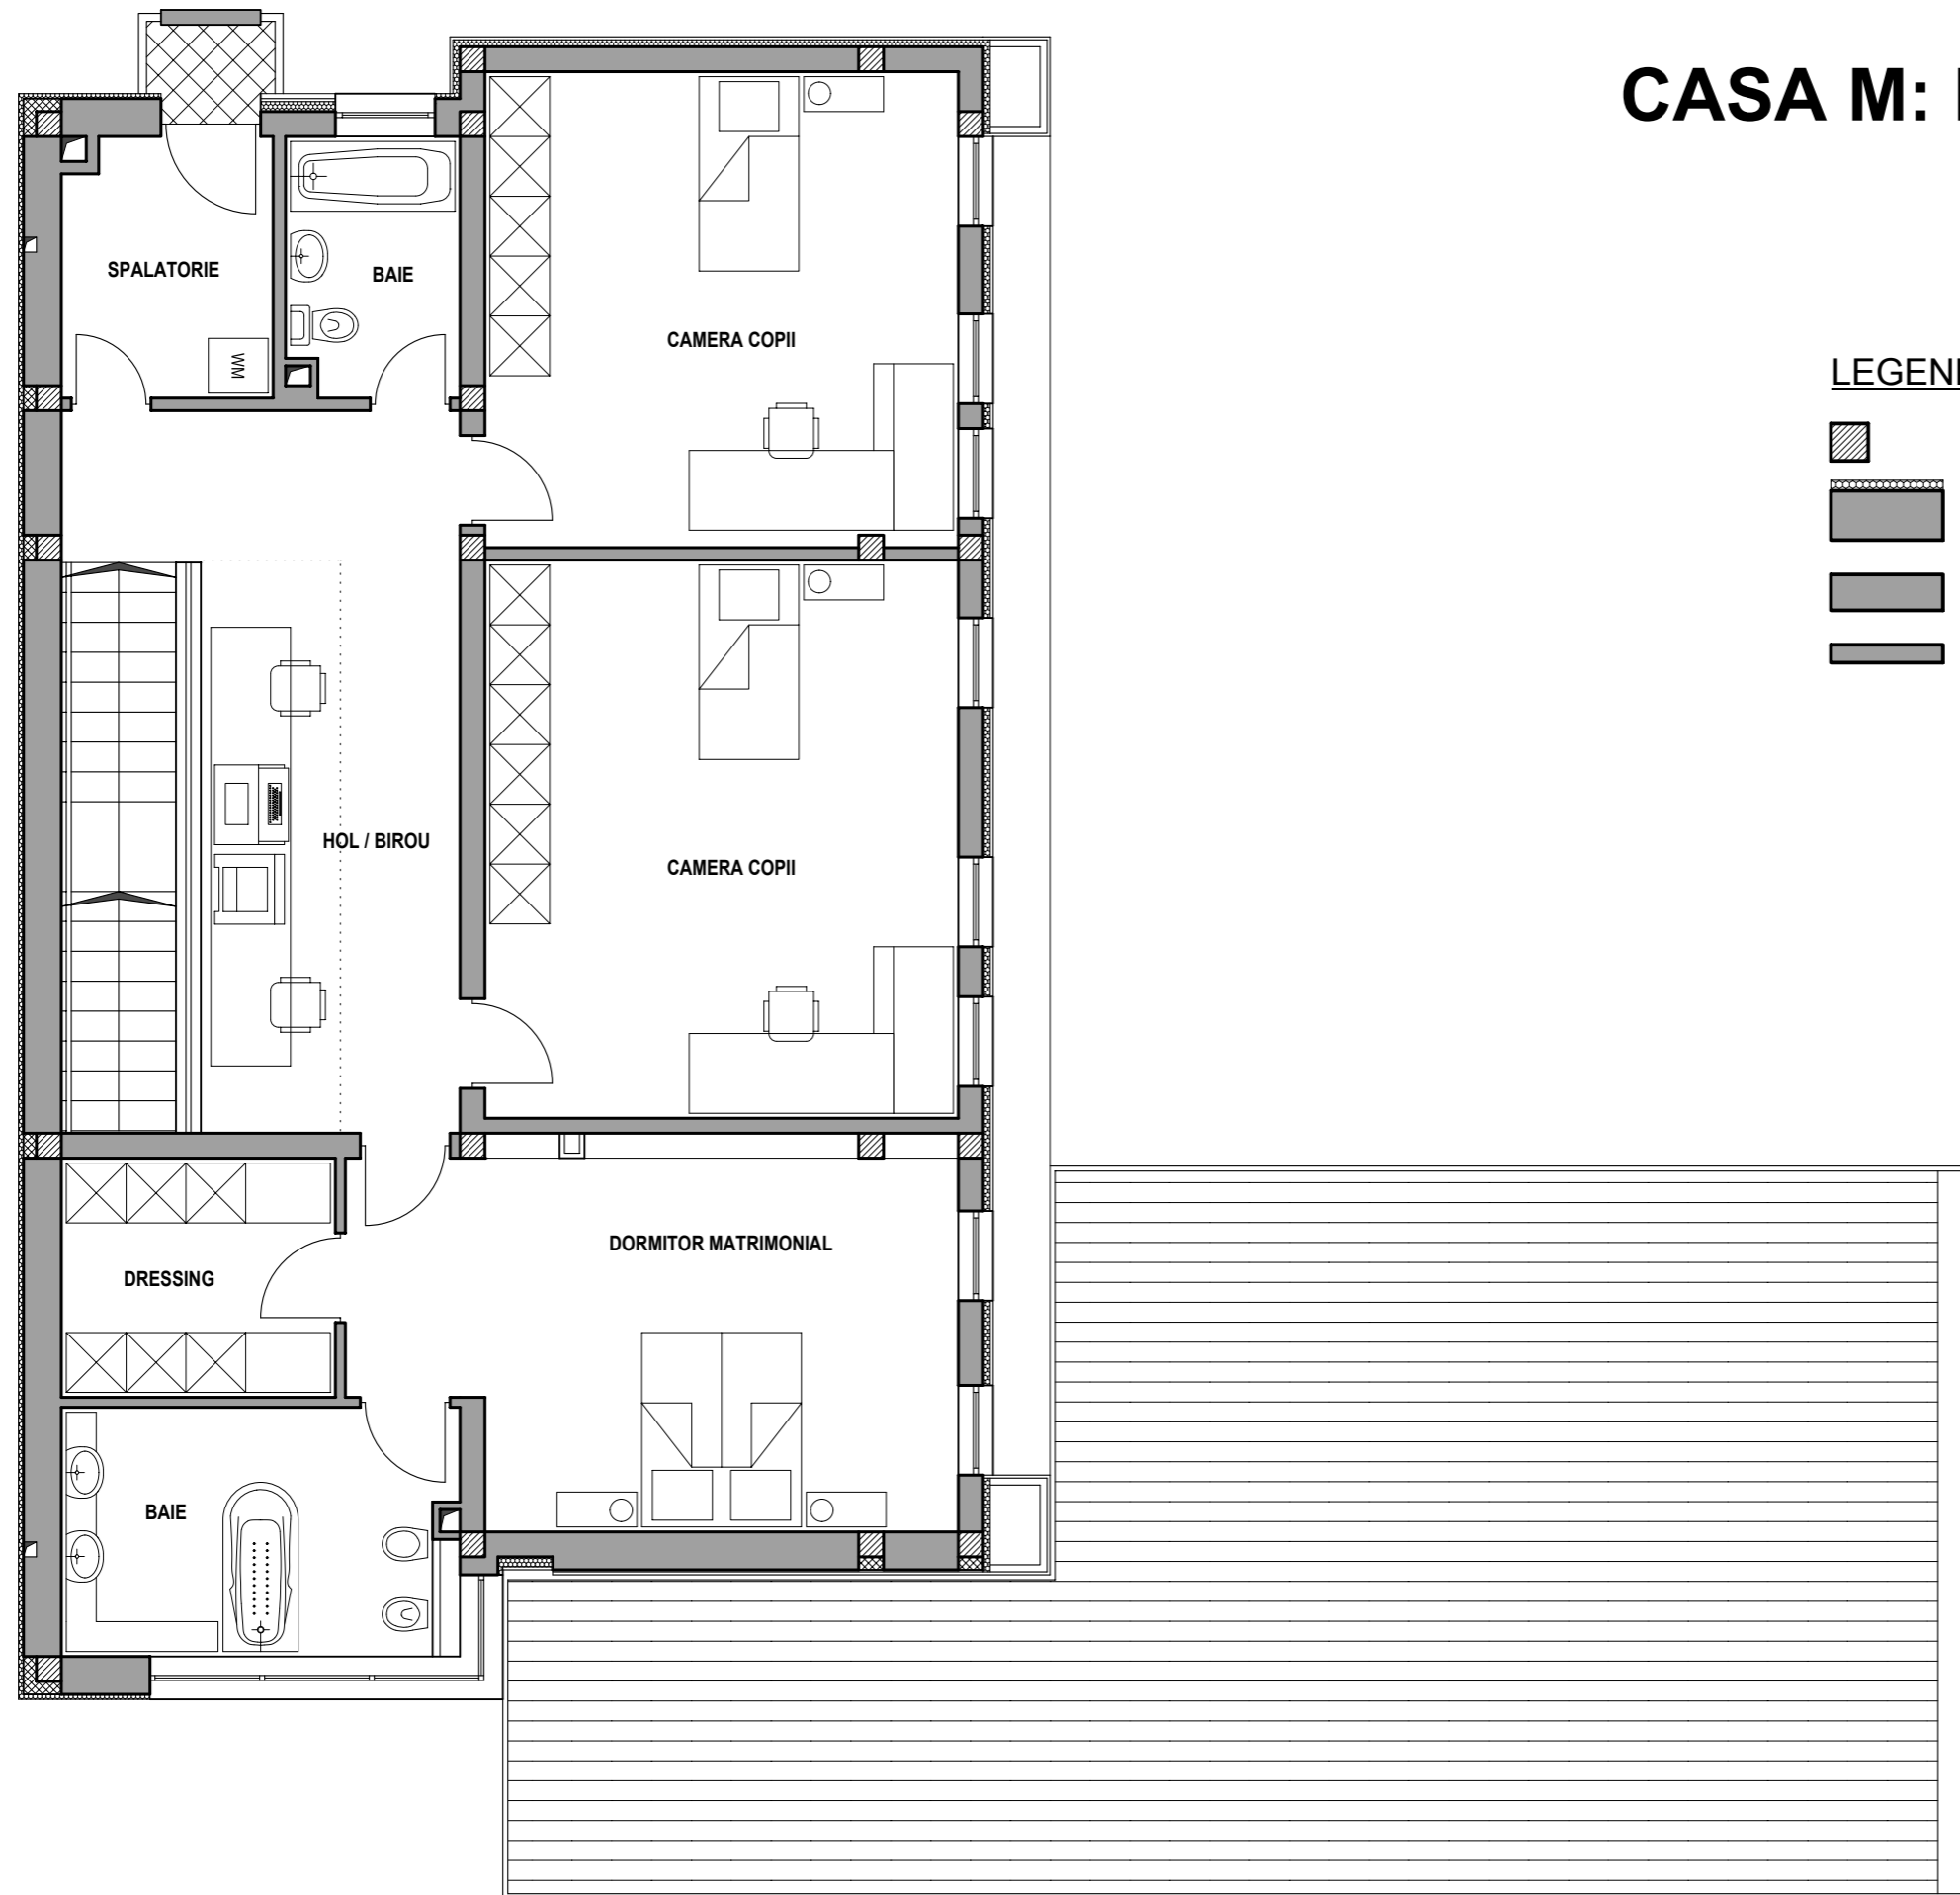 CASA M:
SPALATORIE
BAIE
CAMERA COPII
WM
LEGEN
HOL / BIROU
CAMERA COPII
DORMITOR MATRIMONIAL
DRESSING
BAIE